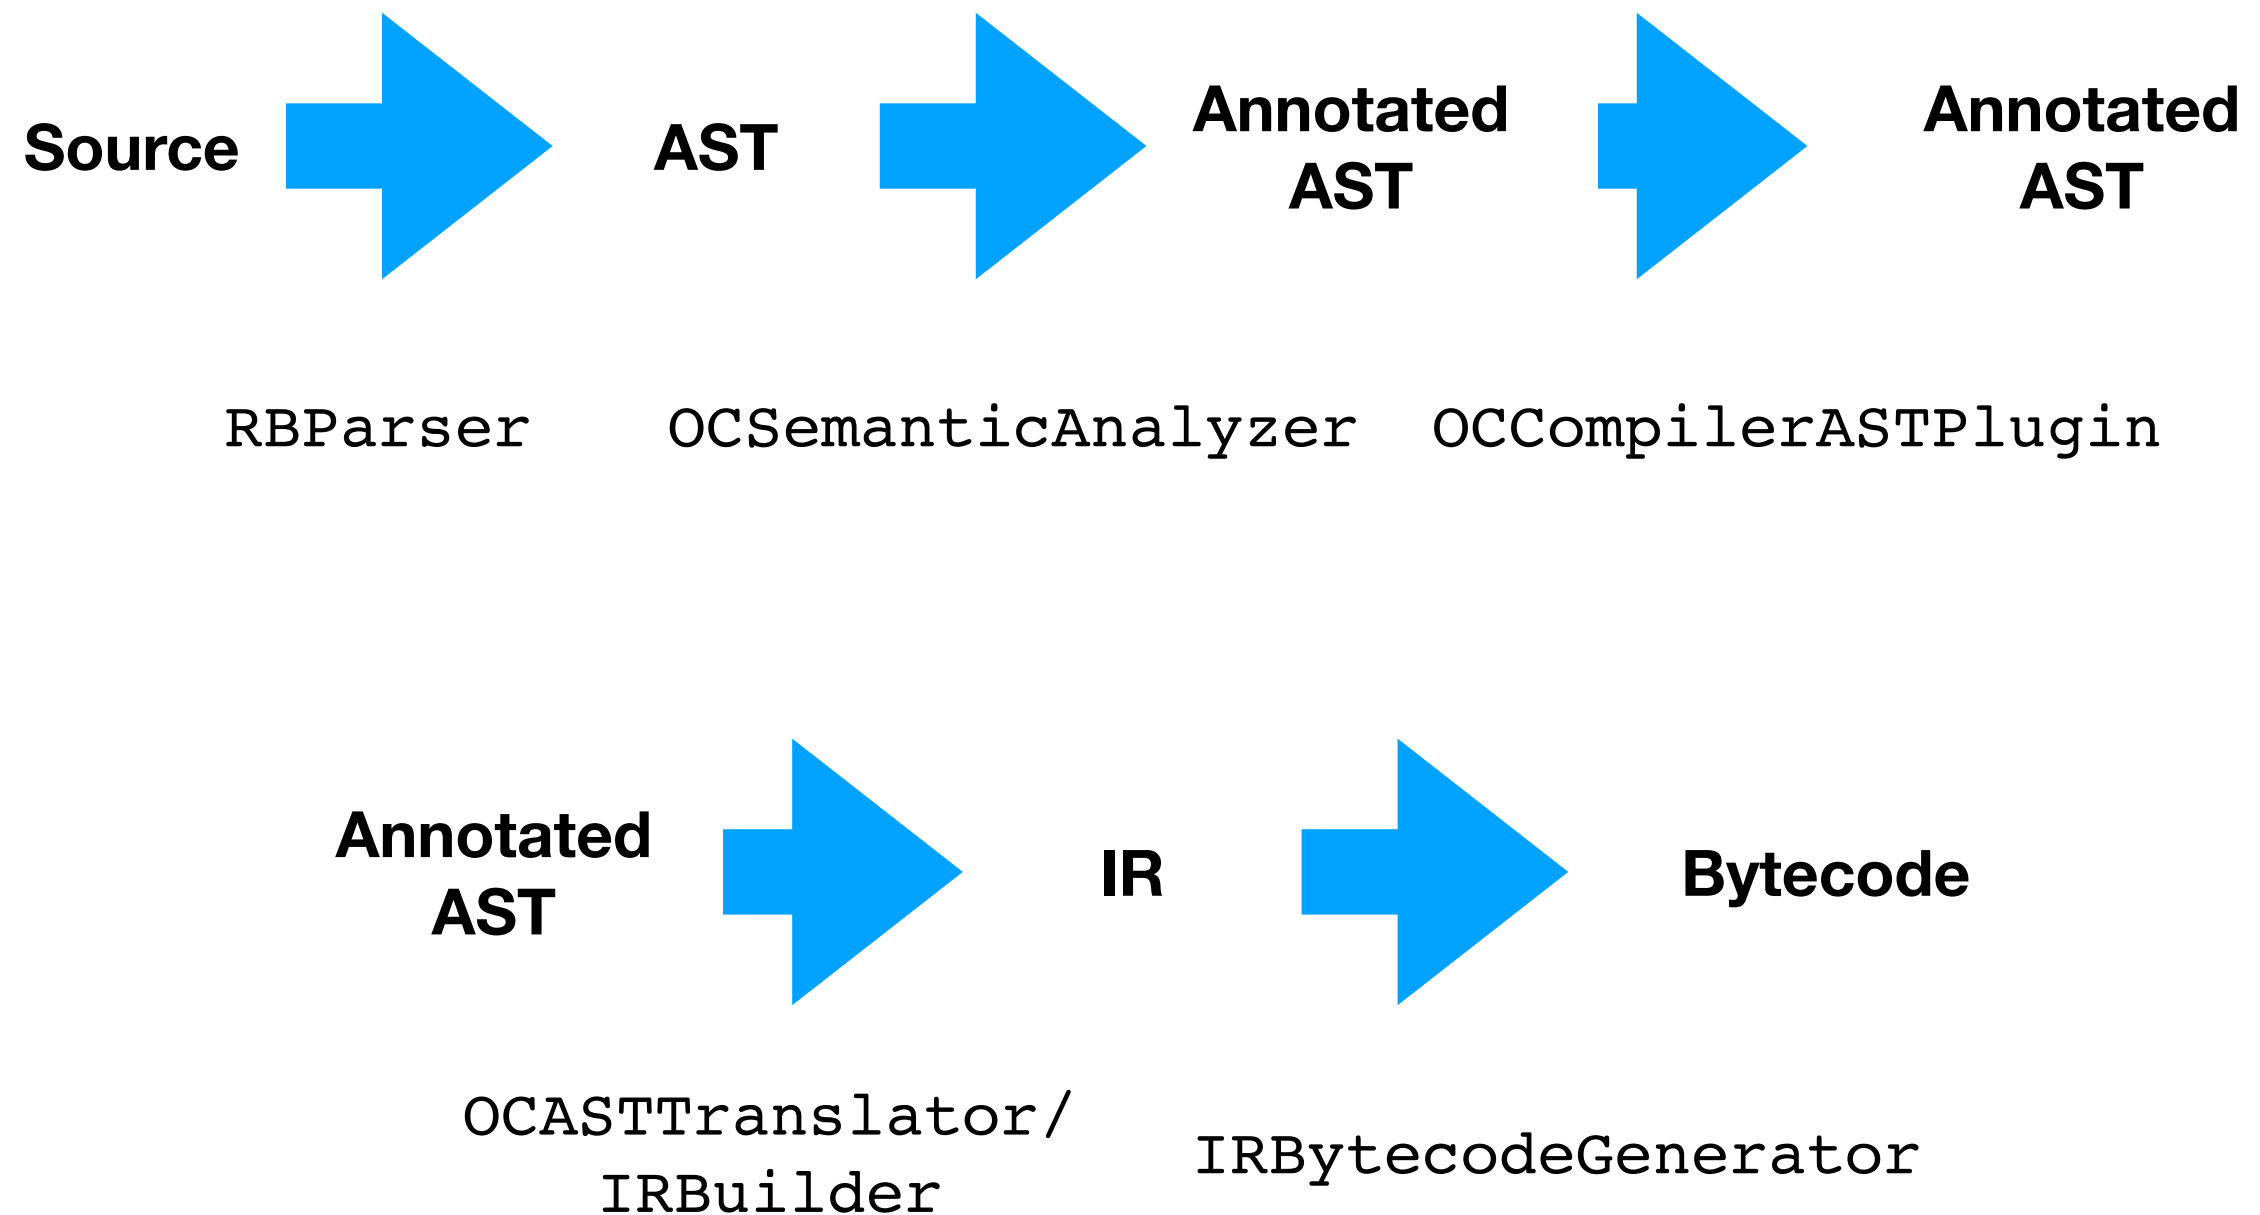 Source
AST
Annotated
AST
Annotated
AST
RBParser
OCSemanticAnalyzer
OCCompilerASTPlugin
Annotated
AST
IR
Bytecode
OCASTTranslator/
IRBuilder
IRBytecodeGenerator